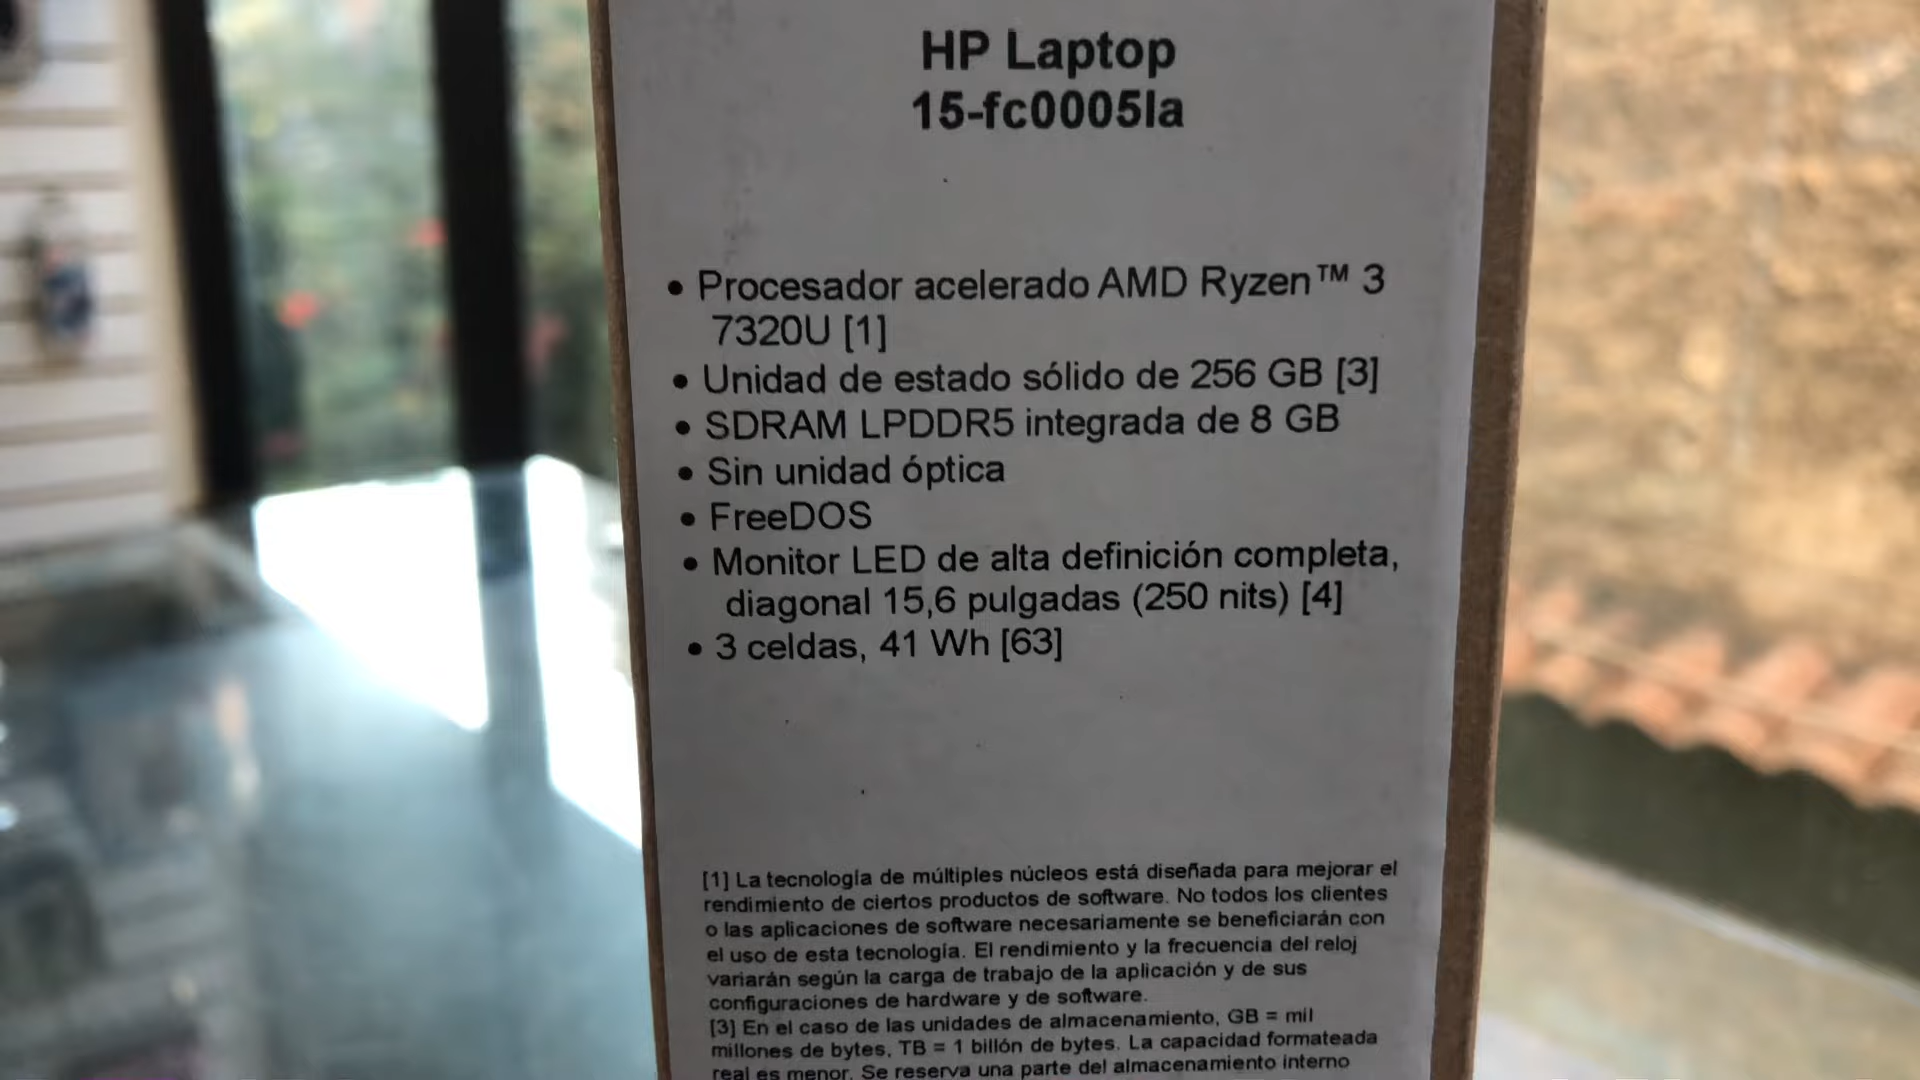 HP Laptop
15-fc0005la
• Procesador acelerado AMD Ryzen™ 3
7320U [1]
• Unidad de estado sólido de 256 GB [3]
• SDRAM LPDDR5 integrada de 8 GB
• Sin unidad óptica
• FreeDOS
• Monitor LED de alta definición completa,
diagonal 15,6 pulgadas (250 nits) [4]
• 3 celdas, 41 Wh [63]
[1] La tecnología de múltiples núcleos está diseñada para mejorar el
rendimiento de ciertos productos de software. No todos los clientes
o las aplicaciones de software necesariamente se beneficiarán con
el uso de esta tecnología. El rendimiento y la frecuencia del reloj
variarán según la carga de trabajo de la aplicación y de sus
configuraciones de hardware y de software.
[3] En el caso de las unidades de almacenamiento, GB = mil
millones de bytes, TB = 1 billón de bytes. La capacidad formateada
real es menor. Se reserva una parte del almacenamiento interno